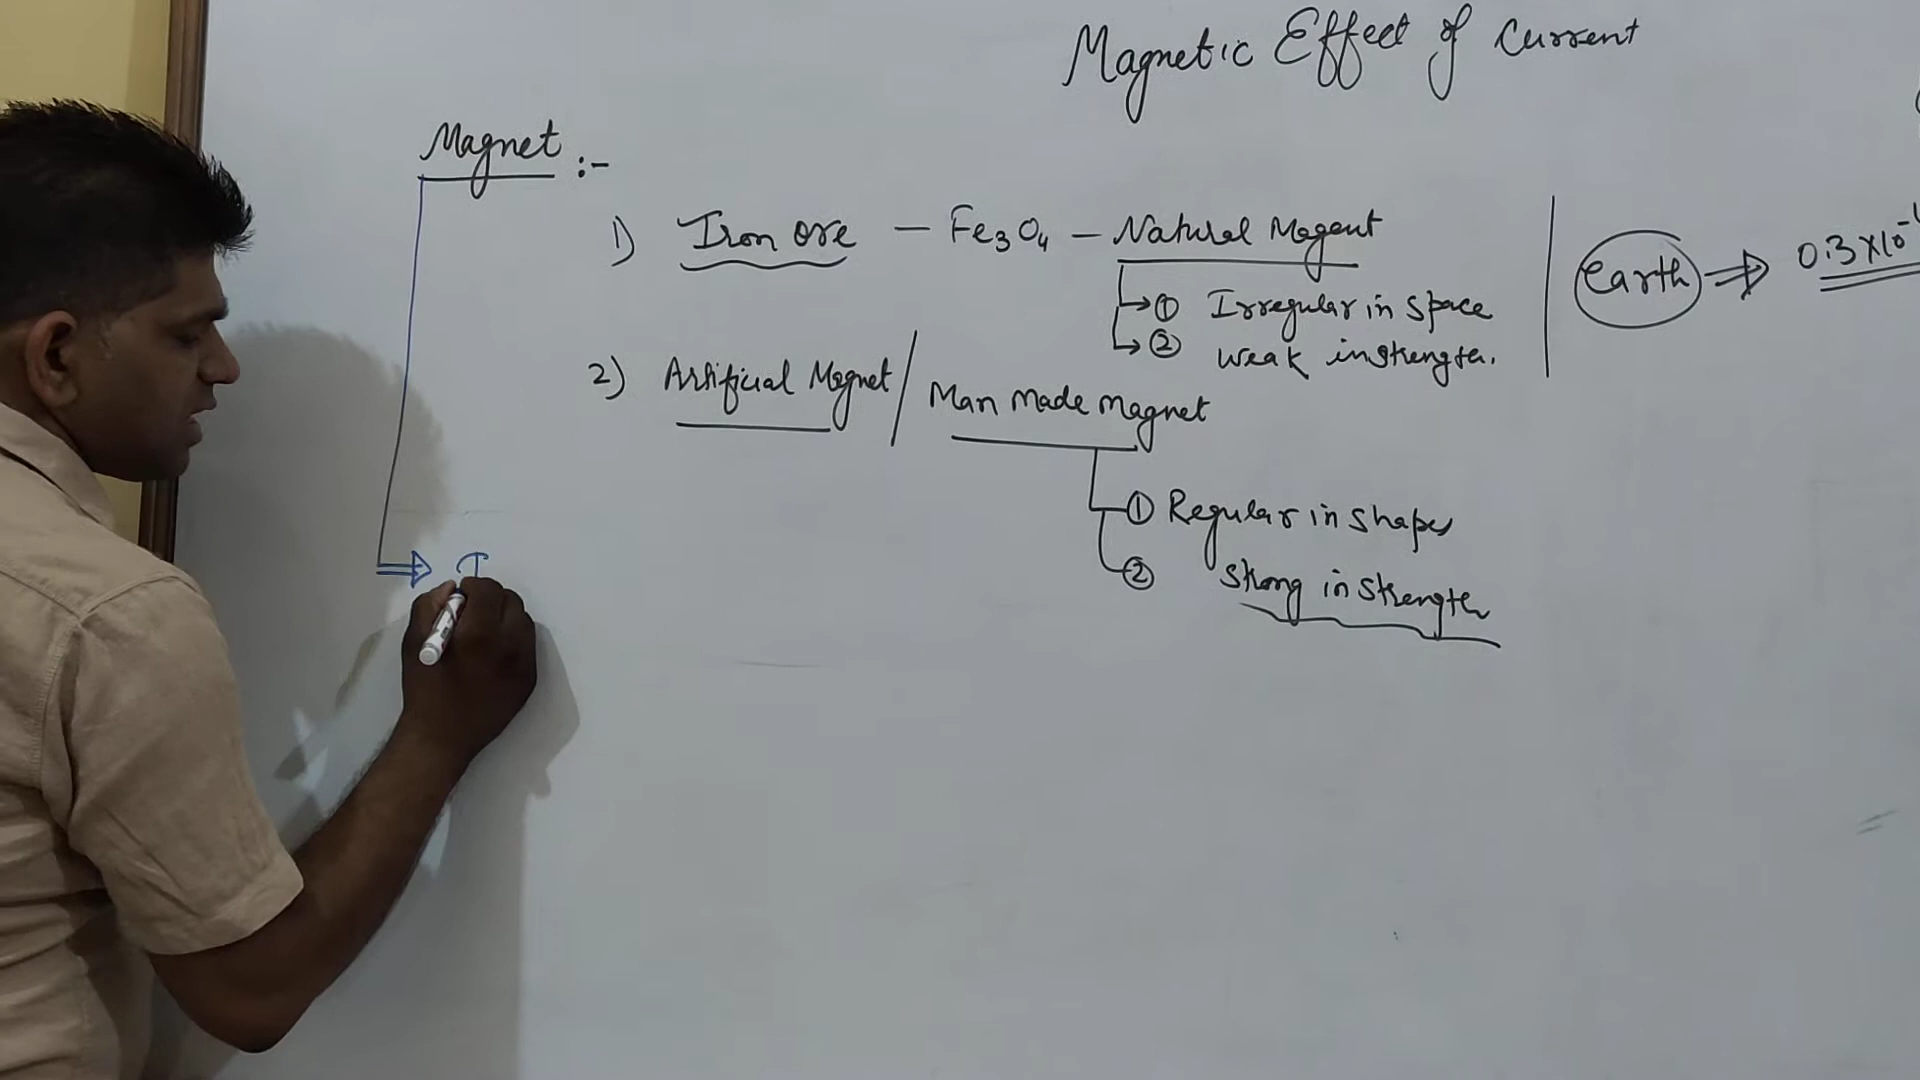 Magnetic Effect of Current
Magnet :-
1) Iron ore - Fe3O4 - Natural Magent
① Irregular in space
② weak in strength.
earth ⇒ 0.3×10-
2) Artificial Magnet / Man Made Magnet
① Regular in shapes
② Strong in strength
⇒ I